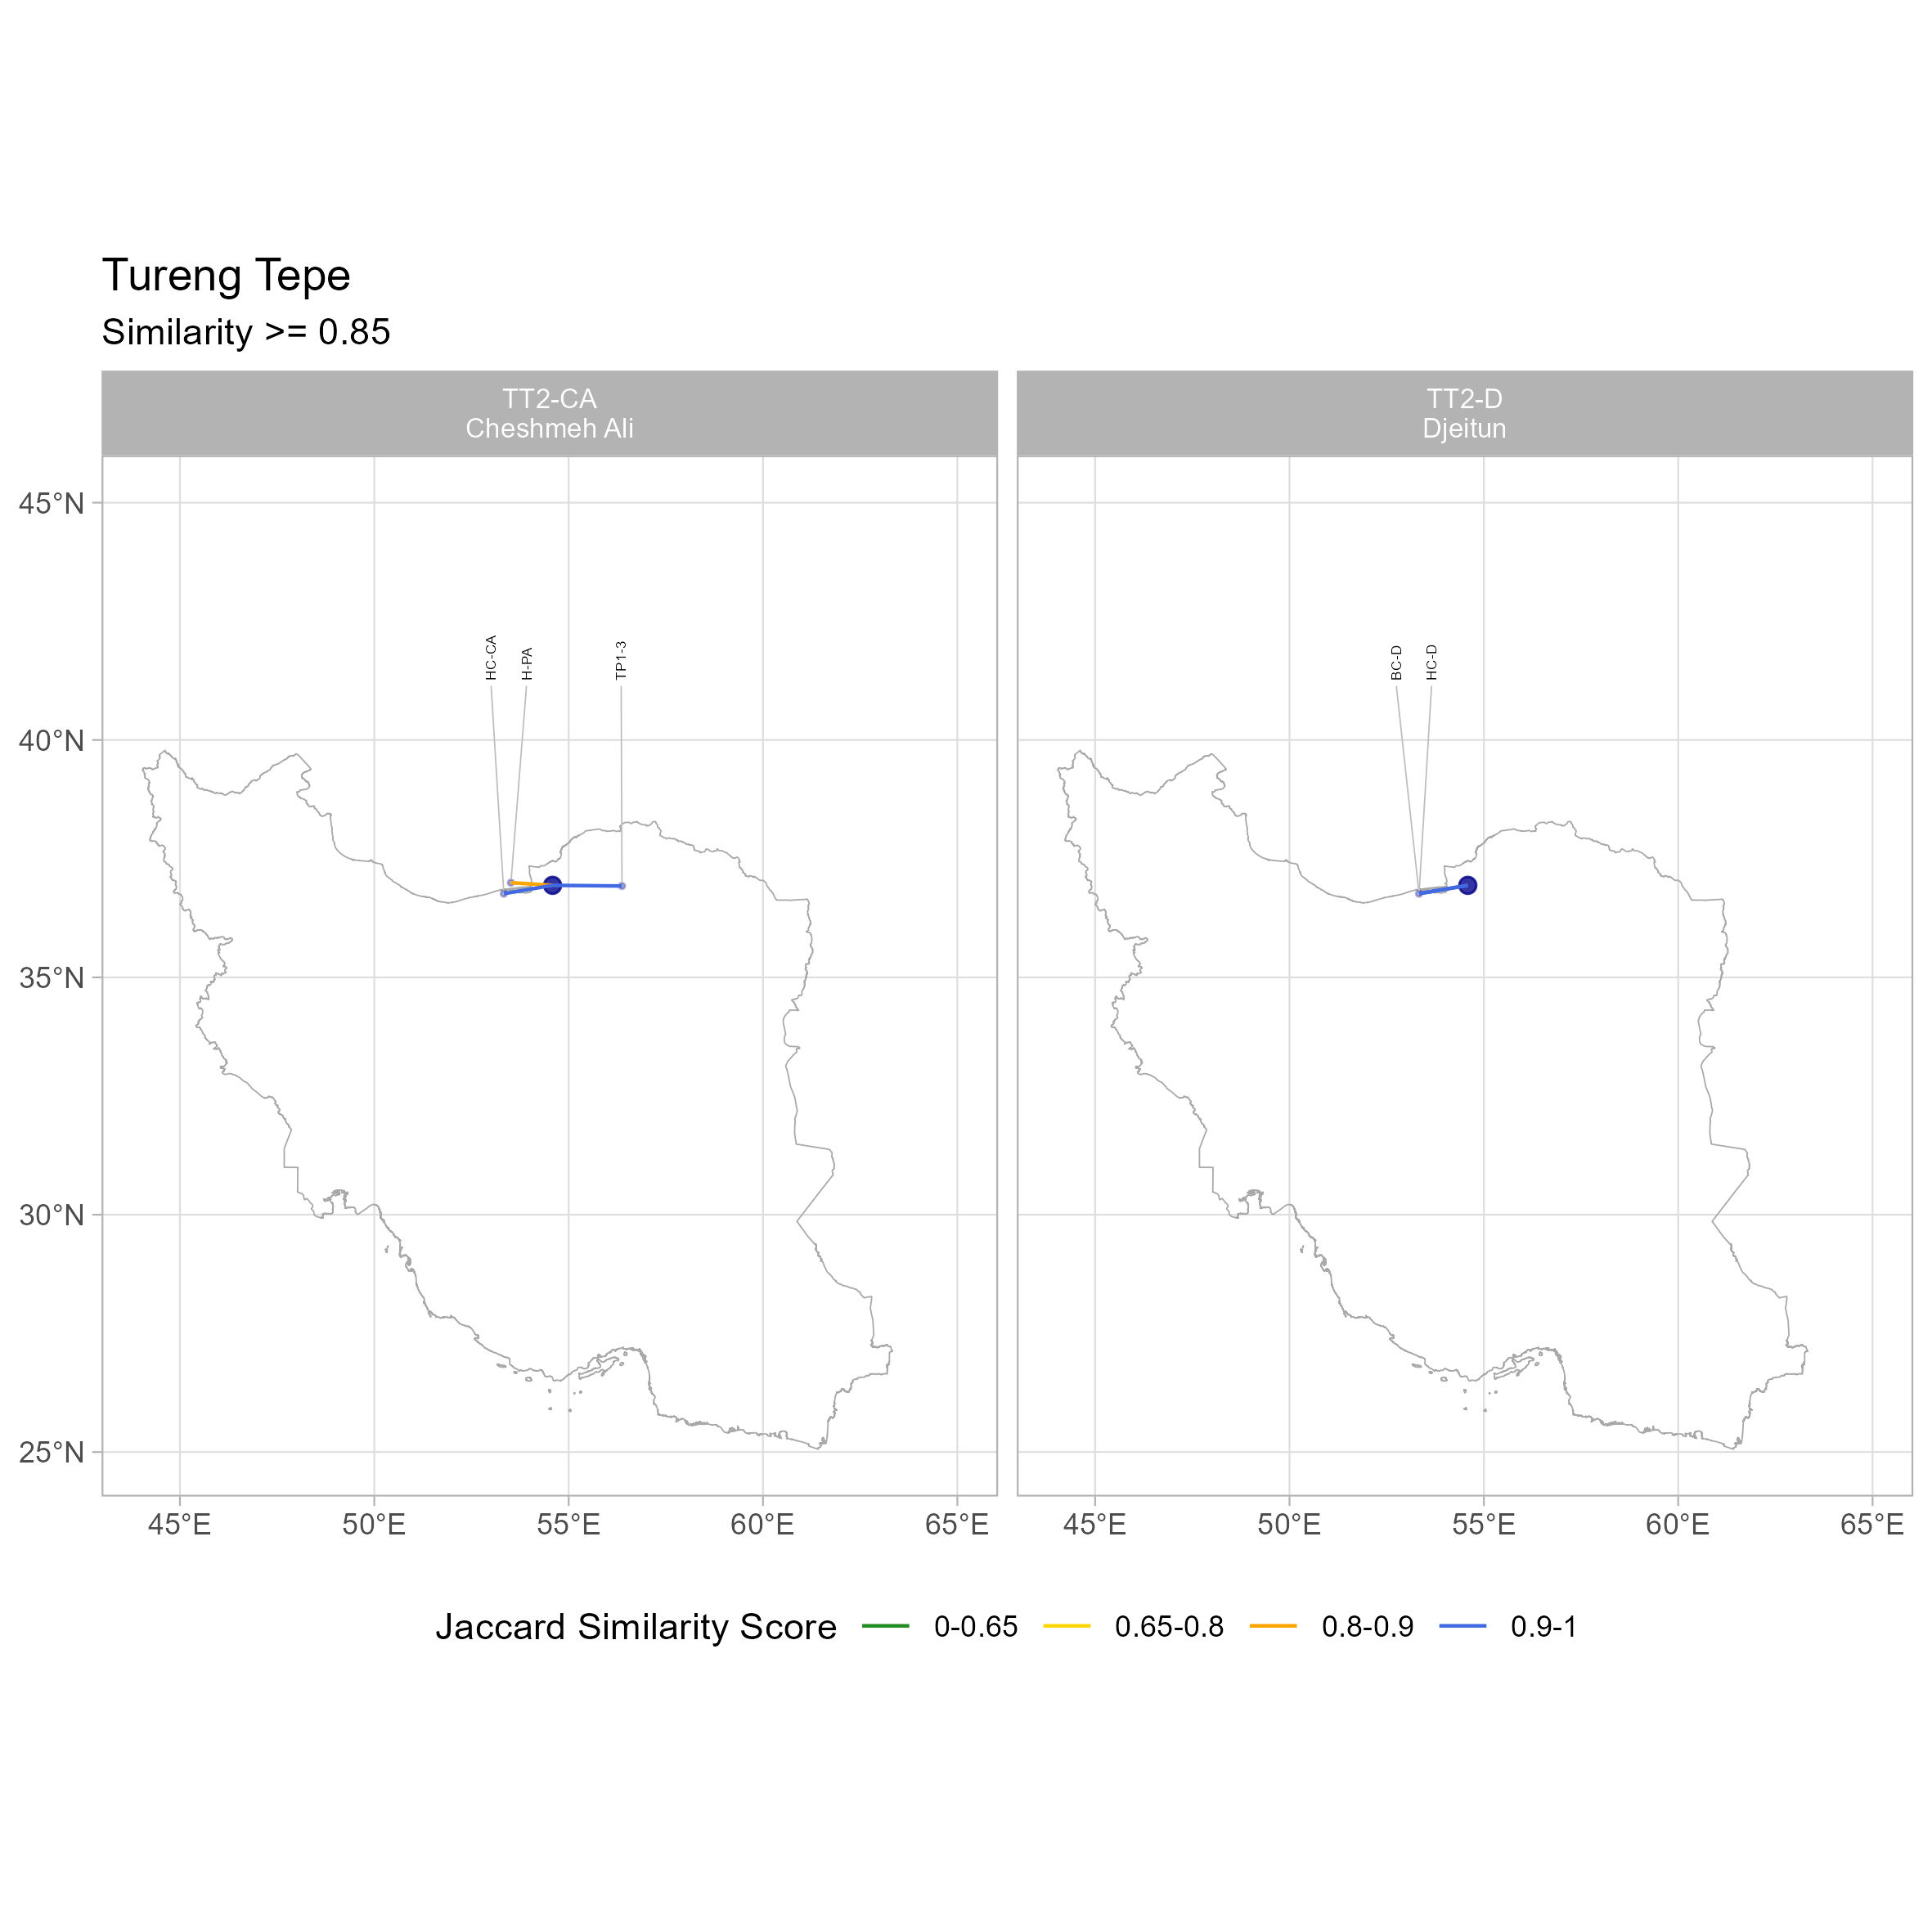 Tureng Tepe
Similarity >= 0.85
TT2-CA
Cheshmeh Ali
TT2-D
Djeitun
45°N
40°N
35°N
30°N
25°N
HC-CA
H-PA
TP1-3
BC-D
HC-D
45°E 50°E 55°E 60°E 65°E
45°E 50°E 55°E 60°E 65°E
Jaccard Similarity Score 0-0.65 0.65-0.8 0.8-0.9 0.9-1